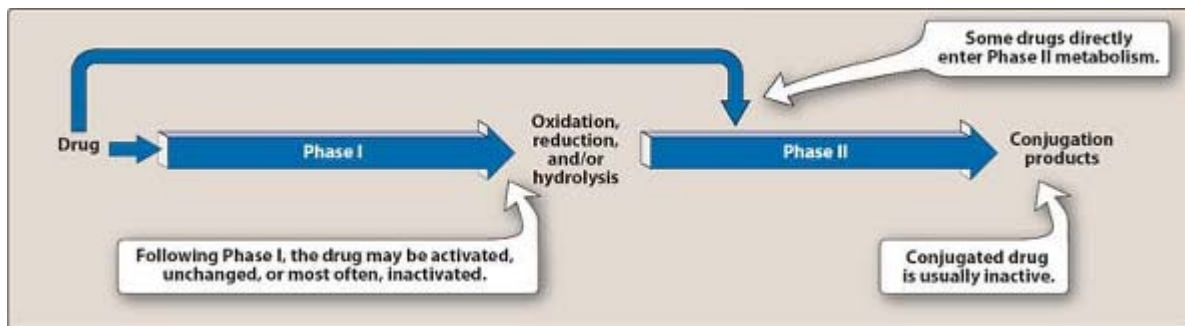 Some drugs directly
enter Phase II metabolism.
Drug
Phase I
Oxidation,
reduction,
and/or
hydrolysis
Phase II
Conjugation
products
Following Phase I, the drug may be activated,
unchanged, or most often, inactivated.
Conjugated drug
is usually inactive.